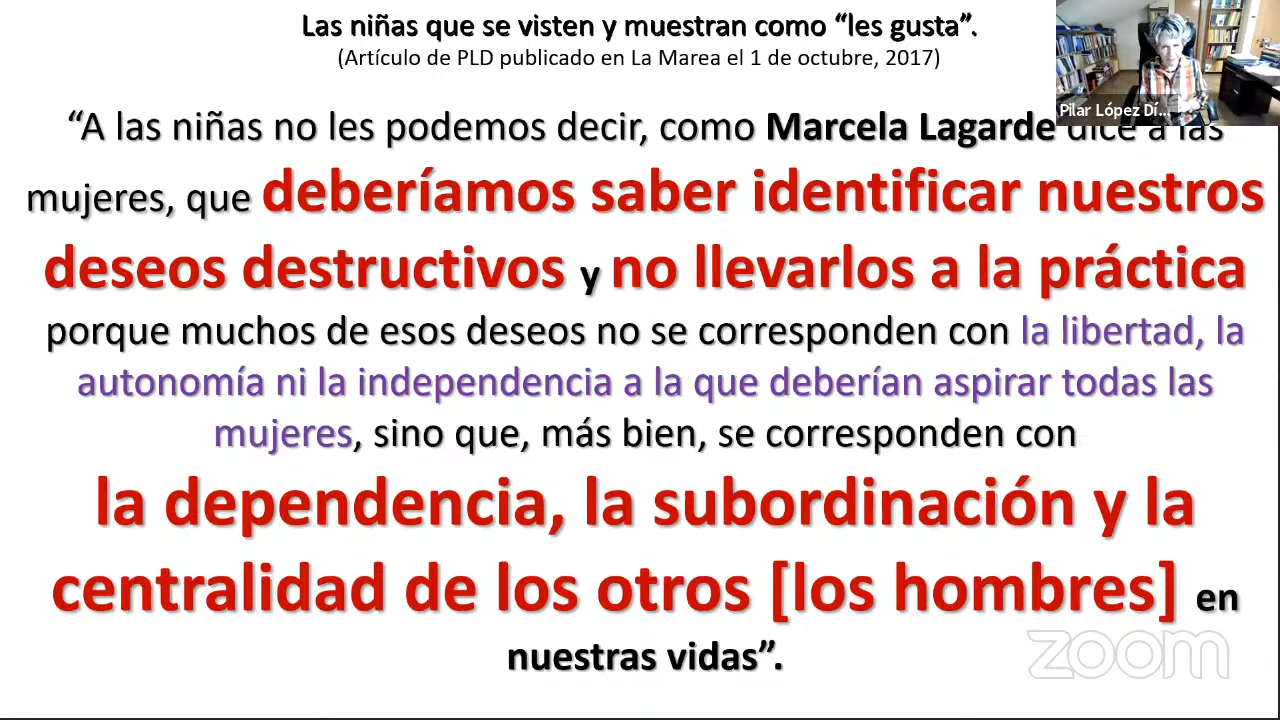 Las niñas que se visten y muestran como “les gusta”.
(Artículo de PLD publicado en La Marea el 1 de octubre, 2017)
Pilar López Dí...
“A las niñas no les podemos decir, como Marcela Lagarde dice a las
mujeres, que deberíamos saber identificar nuestros
deseos destructivos y no llevarlos a la práctica
porque muchos de esos deseos no se corresponden con la libertad, la
autonomía ni la independencia a la que deberían aspirar todas las
mujeres, sino que, más bien, se corresponden con
la dependencia, la subordinación y la
centralidad de los otros [los hombres] en
nuestras vidas”.
zoom